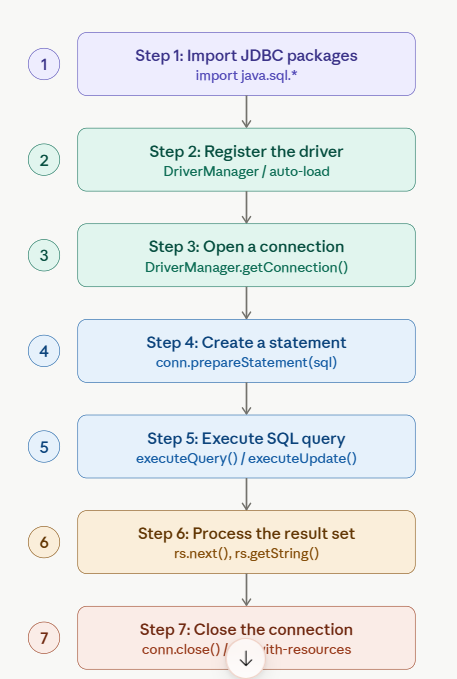 1
Step 1: Import JDBC packages
import java.sql.*
2
Step 2: Register the driver
DriverManager / auto-load
3
Step 3: Open a connection
DriverManager.getConnection()
4
Step 4: Create a statement
conn.prepareStatement(sql)
5
Step 5: Execute SQL query
executeQuery() / executeUpdate()
6
Step 6: Process the result set
rs.next(), rs.getString()
7
Step 7: Close the connection
conn.close() / ith-resources